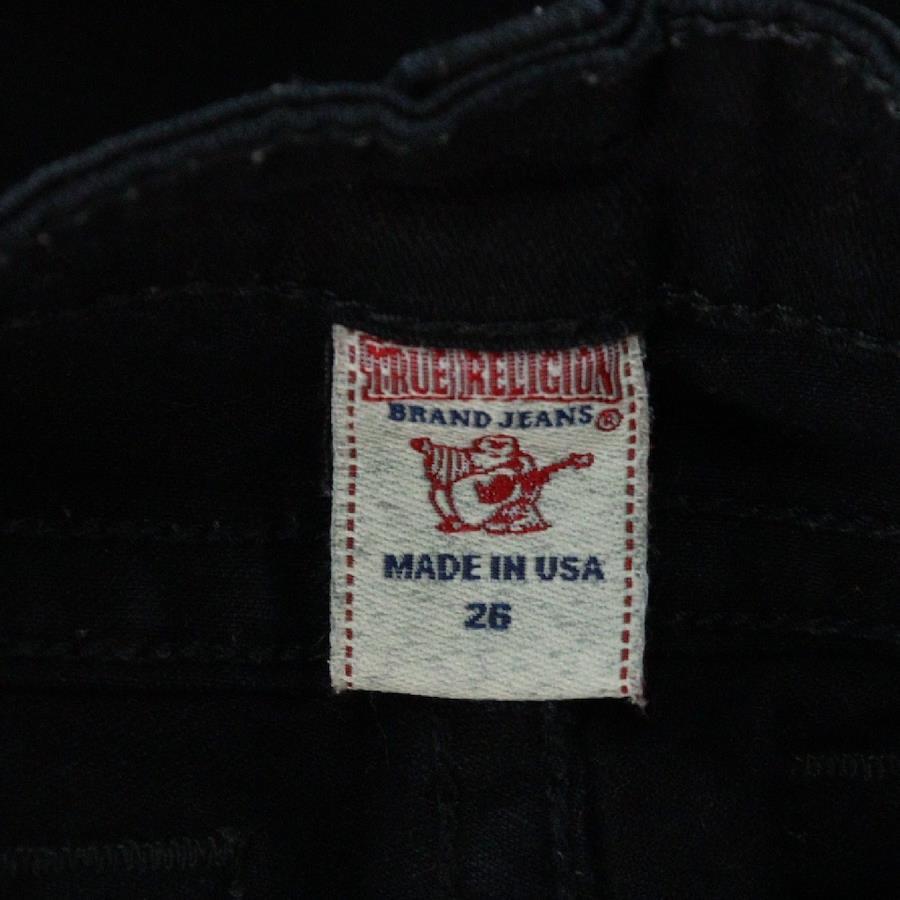 TRUE RELIGION
BRAND JEANS®
MADE IN USA
26